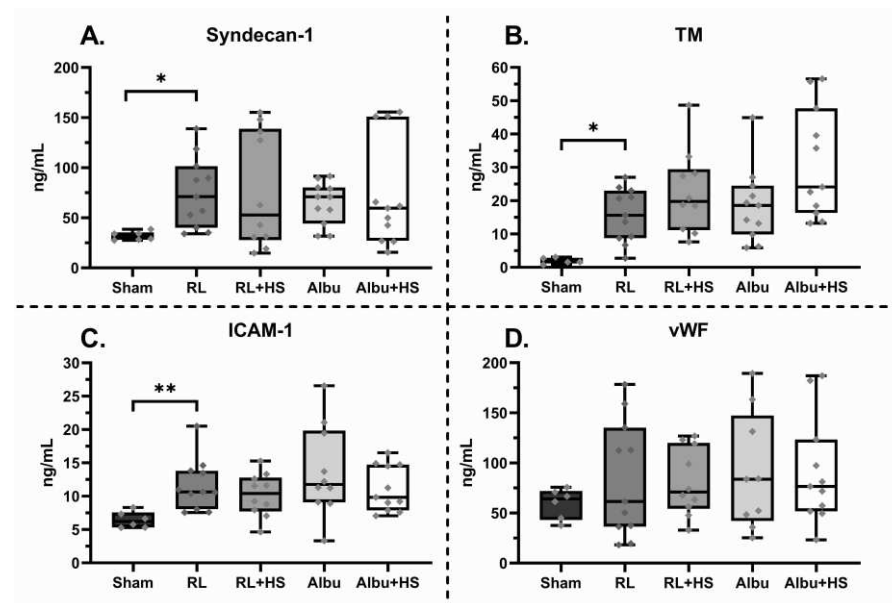 A. Syndecan-1
200
150
100
50
0
ng/mL
*
Sham RL RL+HS Albu Albu+HS
B. TM
60
50
40
30
20
10
0
ng/mL
*
Sham RL RL+HS Albu Albu+HS
C. ICAM-1
30
25
20
15
10
5
0
ng/mL
**
Sham RL RL+HS Albu Albu+HS
D. vWF
200
150
100
50
0
ng/mL
Sham RL RL+HS Albu Albu+HS